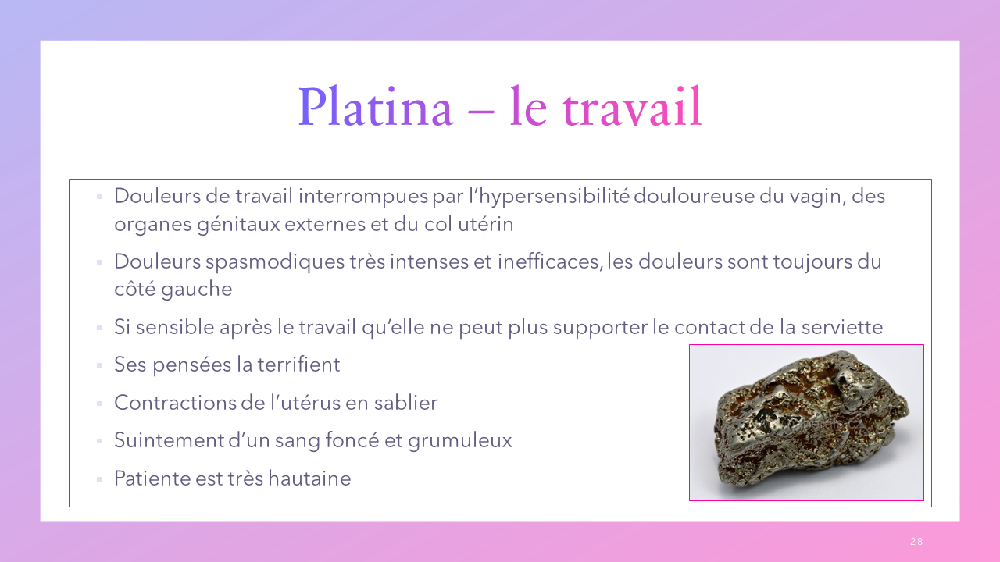 Platina – le travail
Douleurs de travail interrompues par l’hypersensibilité douloureuse du vagin, des
organes génitaux externes et du col utérin
Douleurs spasmodiques très intenses et inefficaces, les douleurs sont toujours du
côté gauche
Si sensible après le travail qu’elle ne peut plus supporter le contact de la serviette
Ses pensées la terrifient
Contractions de l’utérus en sablier
Suintement d’un sang foncé et grumuleux
Patiente est très hautaine
28